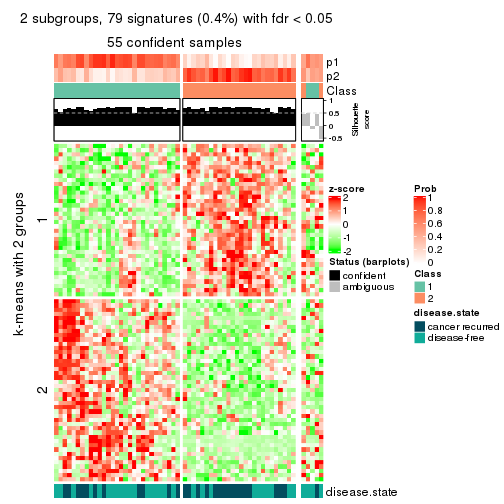 2 subgroups, 79 signatures (0.4%) with fdr < 0.05
55 confident samples
p1
p2
Class
1
0.5
0
-0.5
Silhouette
score
k-means with 2 groups
1
2
z-score
2
1
0
-1
-2
Status (barplots)
confident
ambiguous
Prob
1
0.8
0.6
0.4
0.2
0
Class
1
2
disease.state
cancer recurred
disease-free
disease.state